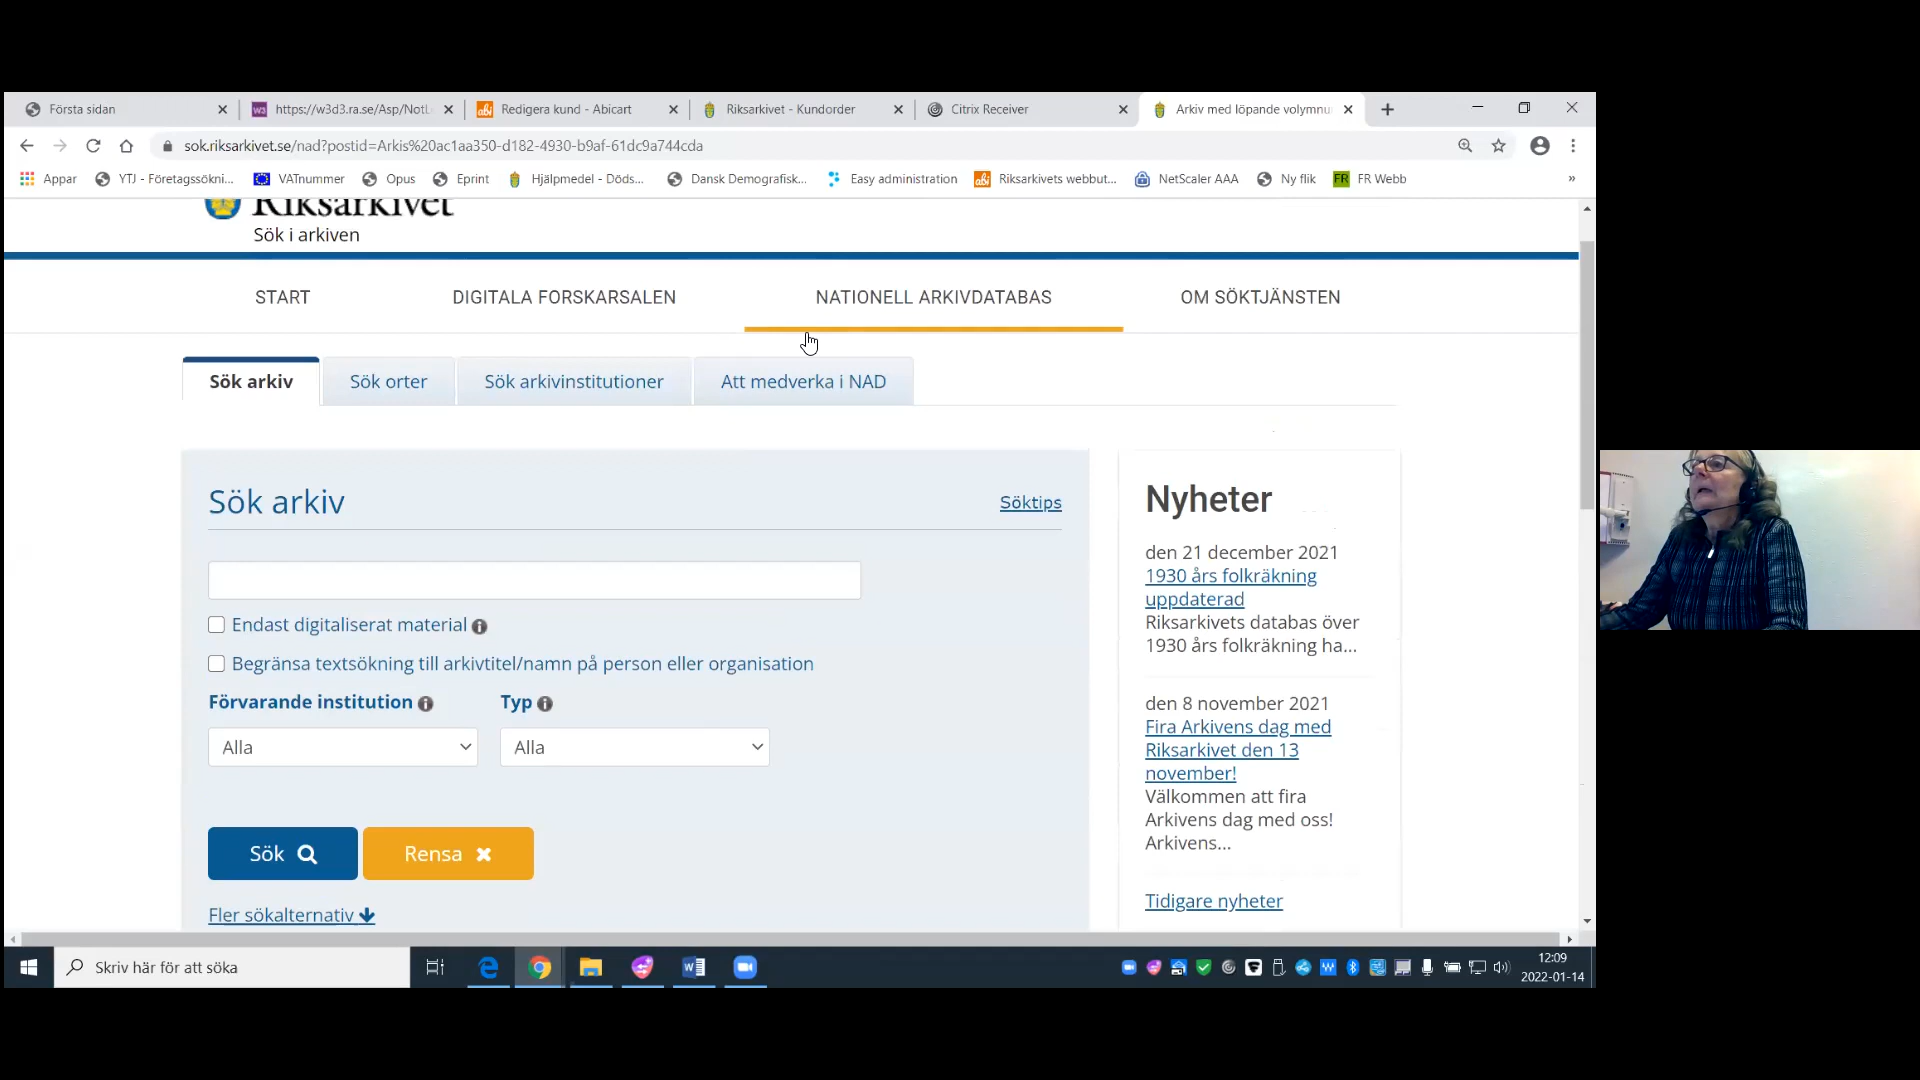 Första sidan
https://w3d3.ra.se/Asp/NotL
Redigera kund - Abicart
Riksarkivet - Kundorder
Citrix Receiver
Arkiv med löpande volymnu
sok.riksarkivet.se/nad?postid=Arkis%20ac1aa350-d182-4930-b9af-61dc9a744cda
Appar
YTJ - Företagssökni...
VATnummer
Opus
Eprint
Hjälpmedel - Döds...
Dansk Demografisk...
Easy administration
Riksarkivets webbut...
NetScaler AAA
Ny flik
FR Webb
»
Riksarkivet
Sök i arkiven
START
DIGITALA FORSKARSALEN
NATIONELL ARKIVDATABAS
OM SÖKTJÄNSTEN
Sök arkiv
Sök orter
Sök arkivinstitutioner
Att medverka i NAD
Sök arkiv
Söktips
Endast digitaliserat material
Begränsa textsökning till arkivtitel/namn på person eller organisation
Förvarande institution
Typ
Alla
Alla
Sök
Rensa
Fler sökalternativ
Nyheter
den 21 december 2021
1930 års folkräkning
uppdaterad
Riksarkivets databas över
1930 års folkräkning ha...
den 8 november 2021
Fira Arkivens dag med
Riksarkivet den 13
november!
Välkommen att fira
Arkivens dag med oss!
Arkivens...
Tidigare nyheter
Skriv här för att söka
12:09
2022-01-14